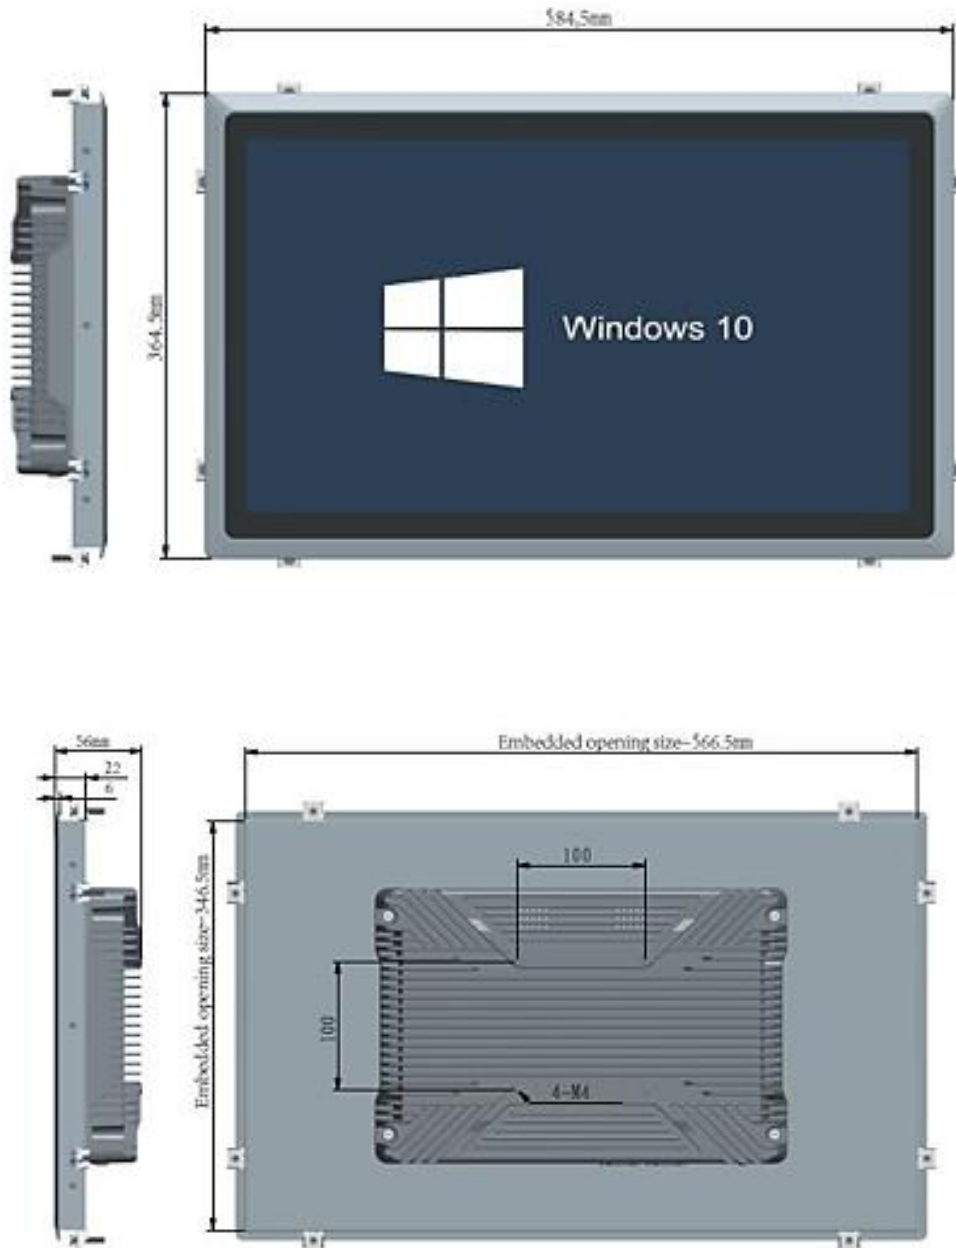 584.5mm
364.5mm
Windows 10
56mm
22
6
Embedded opening size-566.5mm
Embedded opening size-346.5mm
100
100
4-M4